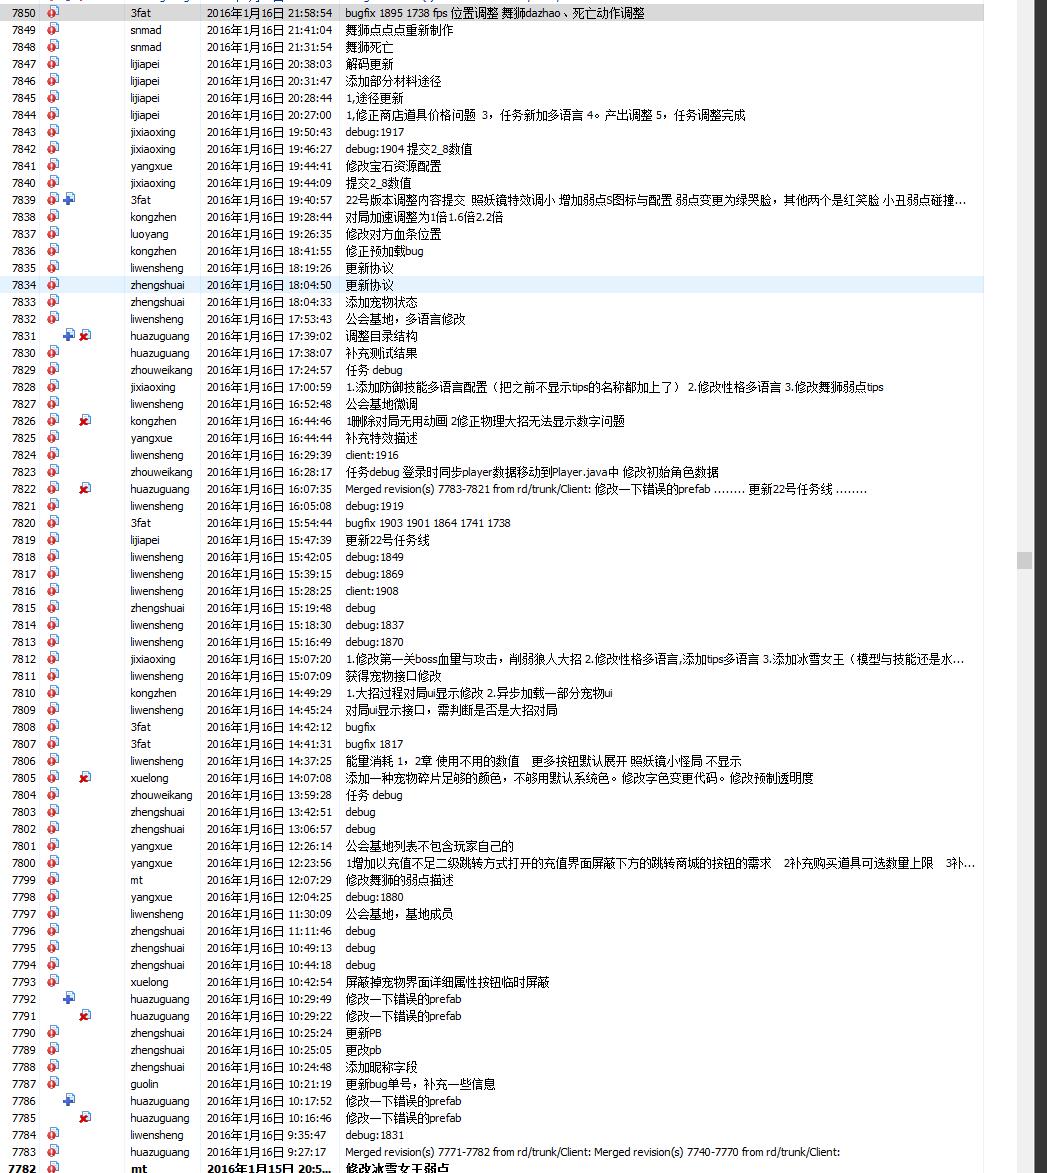 7850 3fat 2016年1月16日 21:58:54 bugfix 1895 1738 fps 位置调整 舞狮dazhao、死亡动作调整
7849 snmad 2016年1月16日 21:41:04 舞狮点点点重新制作
7848 snmad 2016年1月16日 21:31:54 舞狮死亡
7847 lijiapei 2016年1月16日 20:38:03 解码更新
7846 lijiapei 2016年1月16日 20:31:47 添加部分材料途径
7845 lijiapei 2016年1月16日 20:28:44 1,途径更新
7844 lijiapei 2016年1月16日 20:27:00 1,修正商店道具价格问题 3，任务新加多语言 4。产出调整 5，任务调整完成
7843 jixiaoxing 2016年1月16日 19:50:43 debug:1917
7842 jixiaoxing 2016年1月16日 19:46:27 debug:1904 提交2_8数值
7841 yangxue 2016年1月16日 19:44:41 修改宝石资源配置
7840 jixiaoxing 2016年1月16日 19:44:09 提交2_8数值
7839 3fat 2016年1月16日 19:40:57 22号版本调整内容提交 照妖镜特效调小 增加弱点S图标与配置 弱点变更为绿哭脸，其他两个是红笑脸 小丑弱点碰撞...
7838 kongzhen 2016年1月16日 19:28:44 对局加速调整为1倍1.6倍2.2倍
7837 luoyang 2016年1月16日 19:26:35 修改对方血条位置
7836 kongzhen 2016年1月16日 18:41:55 修正预加载bug
7835 liwensheng 2016年1月16日 18:19:26 更新协议
7834 zhengshuai 2016年1月16日 18:04:50 更新协议
7833 zhengshuai 2016年1月16日 18:04:33 添加宠物状态
7832 liwensheng 2016年1月16日 17:53:43 公会基地，多语言修改
7831 huazuguang 2016年1月16日 17:39:02 调整目录结构
7830 huazuguang 2016年1月16日 17:38:07 补充测试结果
7829 zhouweikang 2016年1月16日 17:24:57 任务 debug
7828 jixiaoxing 2016年1月16日 17:00:59 1.添加防御技能多语言配置（把之前不显示tips的名称都加上了） 2.修改性格多语言 3.修改舞狮弱点tips
7827 liwensheng 2016年1月16日 16:52:48 公会基地微调
7826 kongzhen 2016年1月16日 16:44:46 1删除对局无用动画 2修正物理大招无法显示数字问题
7825 yangxue 2016年1月16日 16:44:44 补充特效描述
7824 liwensheng 2016年1月16日 16:29:39 client:1916
7823 zhouweikang 2016年1月16日 16:28:17 任务debug 登录时同步player数据移动到Player.java中 修改初始角色数据
7822 huazuguang 2016年1月16日 16:07:35 Merged revision(s) 7783-7821 from rd/trunk/Client: 修改一下错误的prefab ........ 更新22号任务线 ........
7821 liwensheng 2016年1月16日 16:05:08 debug:1919
7820 3fat 2016年1月16日 15:54:44 bugfix 1903 1901 1864 1741 1738
7819 lijiapei 2016年1月16日 15:47:39 更新22号任务线
7818 liwensheng 2016年1月16日 15:42:05 debug:1849
7817 liwensheng 2016年1月16日 15:39:15 debug:1869
7816 liwensheng 2016年1月16日 15:28:25 client:1908
7815 zhengshuai 2016年1月16日 15:19:48 debug
7814 liwensheng 2016年1月16日 15:18:30 debug:1837
7813 liwensheng 2016年1月16日 15:16:49 debug:1870
7812 jixiaoxing 2016年1月16日 15:07:20 1.修改第一关boss血量与攻击，削弱狼人大招 2.修改性格多语言,添加tips多语言 3.添加冰雪女王（模型与技能还是水...
7811 liwensheng 2016年1月16日 15:07:09 获得宠物接口修改
7810 kongzhen 2016年1月16日 14:49:29 1.大招过程对局ui显示修改 2.异步加载一部分宠物ui
7809 liwensheng 2016年1月16日 14:45:24 对局ui显示接口，需判断是否是大招对局
7808 3fat 2016年1月16日 14:42:12 bugfix
7807 3fat 2016年1月16日 14:41:31 bugfix 1817
7806 liwensheng 2016年1月16日 14:37:25 能量消耗 1，2章 使用不用的数值 更多按钮默认展开 照妖镜小怪局 不显示
7805 xuelong 2016年1月16日 14:07:08 添加一种宠物碎片足够的颜色，不够用默认系统色。修改字色变更代码。修改预制透明度
7804 zhouweikang 2016年1月16日 13:59:28 任务 debug
7803 zhengshuai 2016年1月16日 13:42:51 debug
7802 zhengshuai 2016年1月16日 13:06:57 debug
7801 yangxue 2016年1月16日 12:26:14 公会基地列表不包含玩家自己的
7800 yangxue 2016年1月16日 12:23:56 1增加以充值不足二级跳转方式打开的充值界面屏蔽下方的跳转商城的按钮的需求 2补充购买道具可选数量上限 3补...
7799 mt 2016年1月16日 12:07:29 修改舞狮的弱点描述
7798 yangxue 2016年1月16日 12:04:25 debug:1880
7797 liwensheng 2016年1月16日 11:30:09 公会基地，基地成员
7796 zhengshuai 2016年1月16日 11:11:46 debug
7795 zhengshuai 2016年1月16日 10:49:13 debug
7794 zhengshuai 2016年1月16日 10:44:18 debug
7793 xuelong 2016年1月16日 10:42:54 屏蔽掉宠物界面详细属性按钮临时屏蔽
7792 huazuguang 2016年1月16日 10:29:49 修改一下错误的prefab
7791 huazuguang 2016年1月16日 10:29:22 修改一下错误的prefab
7790 zhengshuai 2016年1月16日 10:25:24 更新PB
7789 zhengshuai 2016年1月16日 10:25:05 更改pb
7788 zhengshuai 2016年1月16日 10:24:48 添加昵称字段
7787 guolin 2016年1月16日 10:21:19 更新bug单号，补充一些信息
7786 huazuguang 2016年1月16日 10:17:52 修改一下错误的prefab
7785 huazuguang 2016年1月16日 10:16:46 修改一下错误的prefab
7784 liwensheng 2016年1月16日 9:35:47 debug:1831
7783 huazuguang 2016年1月16日 9:27:17 Merged revision(s) 7771-7782 from rd/trunk/Client: Merged revision(s) 7740-7770 from rd/trunk/Client:
7782 mt 2016年1月15日 20:5... 修改冰雪女王弱点